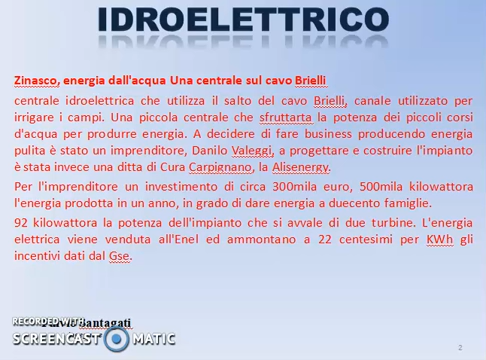 IDROELETTRICO
Zinasco, energia dall'acqua Una centrale sul cavo Brielli
centrale idroelettrica che utilizza il salto del cavo Brielli, canale utilizzato per
irrigare i campi. Una piccola centrale che sfruttarta la potenza dei piccoli corsi
d'acqua per produrre energia. A decidere di fare business producendo energia
pulita è stato un imprenditore, Danilo Valeggi, a progettare e costruire l'impianto
è stata invece una ditta di Cura Carpignano, la Alisenergy.
Per l'imprenditore un investimento di circa 300mila euro, 500mila kilowattora
l'energia prodotta in un anno, in grado di dare energia a duecento famiglie.
92 kilowattora la potenza dell'impianto che si avvale di due turbine. L'energia
elettrica viene venduta all'Enel ed ammontano a 22 centesimi per KWh gli
incentivi dati dal Gse.
Santagati
RECORDED WITH
SCREENCAST MATIC
2